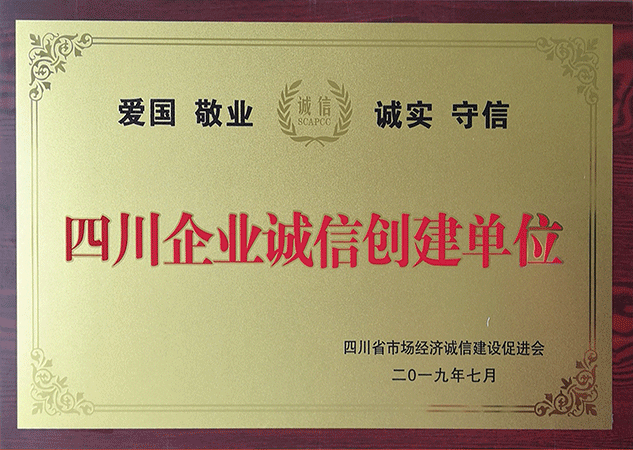 爱国 敬业 诚信 诚实 守信
SCAPCC
四川企业诚信创建单位
四川省市场经济诚信建设促进会
二〇一九年七月